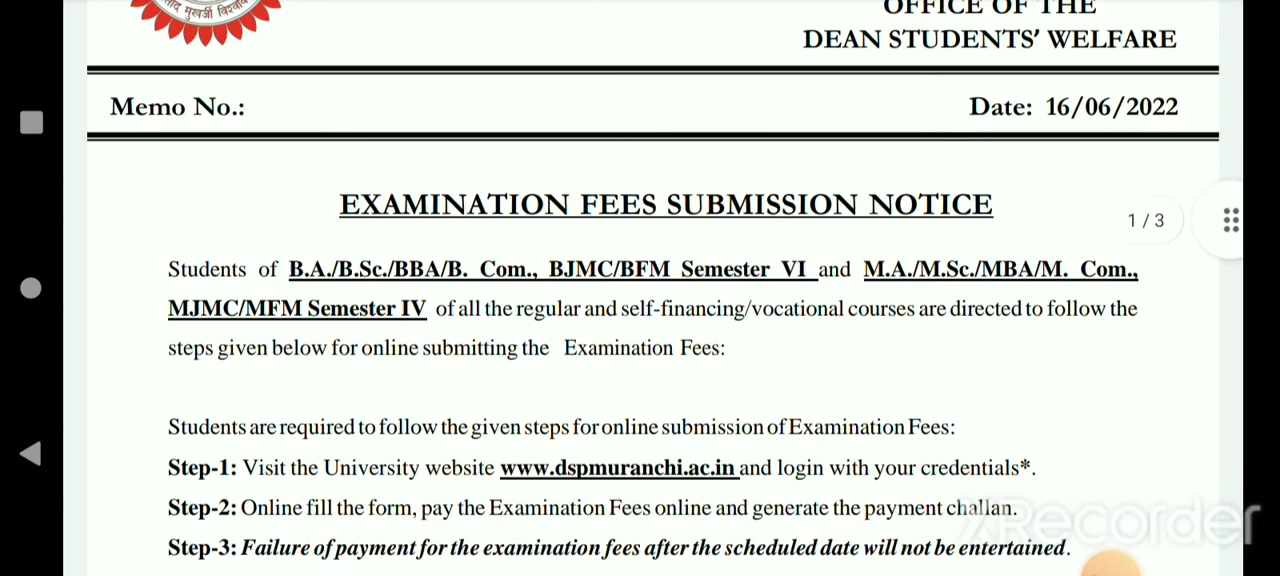 मुखर्जी
OFFICE OF THE
DEAN STUDENTS' WELFARE
Memo No.:
Date: 16/06/2022
EXAMINATION FEES SUBMISSION NOTICE
1 / 3
Students of B.A./B.Sc./BBA/B. Com., BJMC/BFM Semester VI and M.A./M.Sc./MBA/M. Com.,
MJMC/MFM Semester IV of all the regular and self-financing/vocational courses are directed to follow the
steps given below for online submitting the Examination Fees:
Students are required to follow the given steps for online submission of Examination Fees:
Step-1: Visit the University website www.dspmuranchi.ac.in and login with your credentials*.
Step-2: Online fill the form, pay the Examination Fees online and generate the payment challan.
Step-3: Failure of payment for the examination fees after the scheduled date will not be entertained.
XRecorder